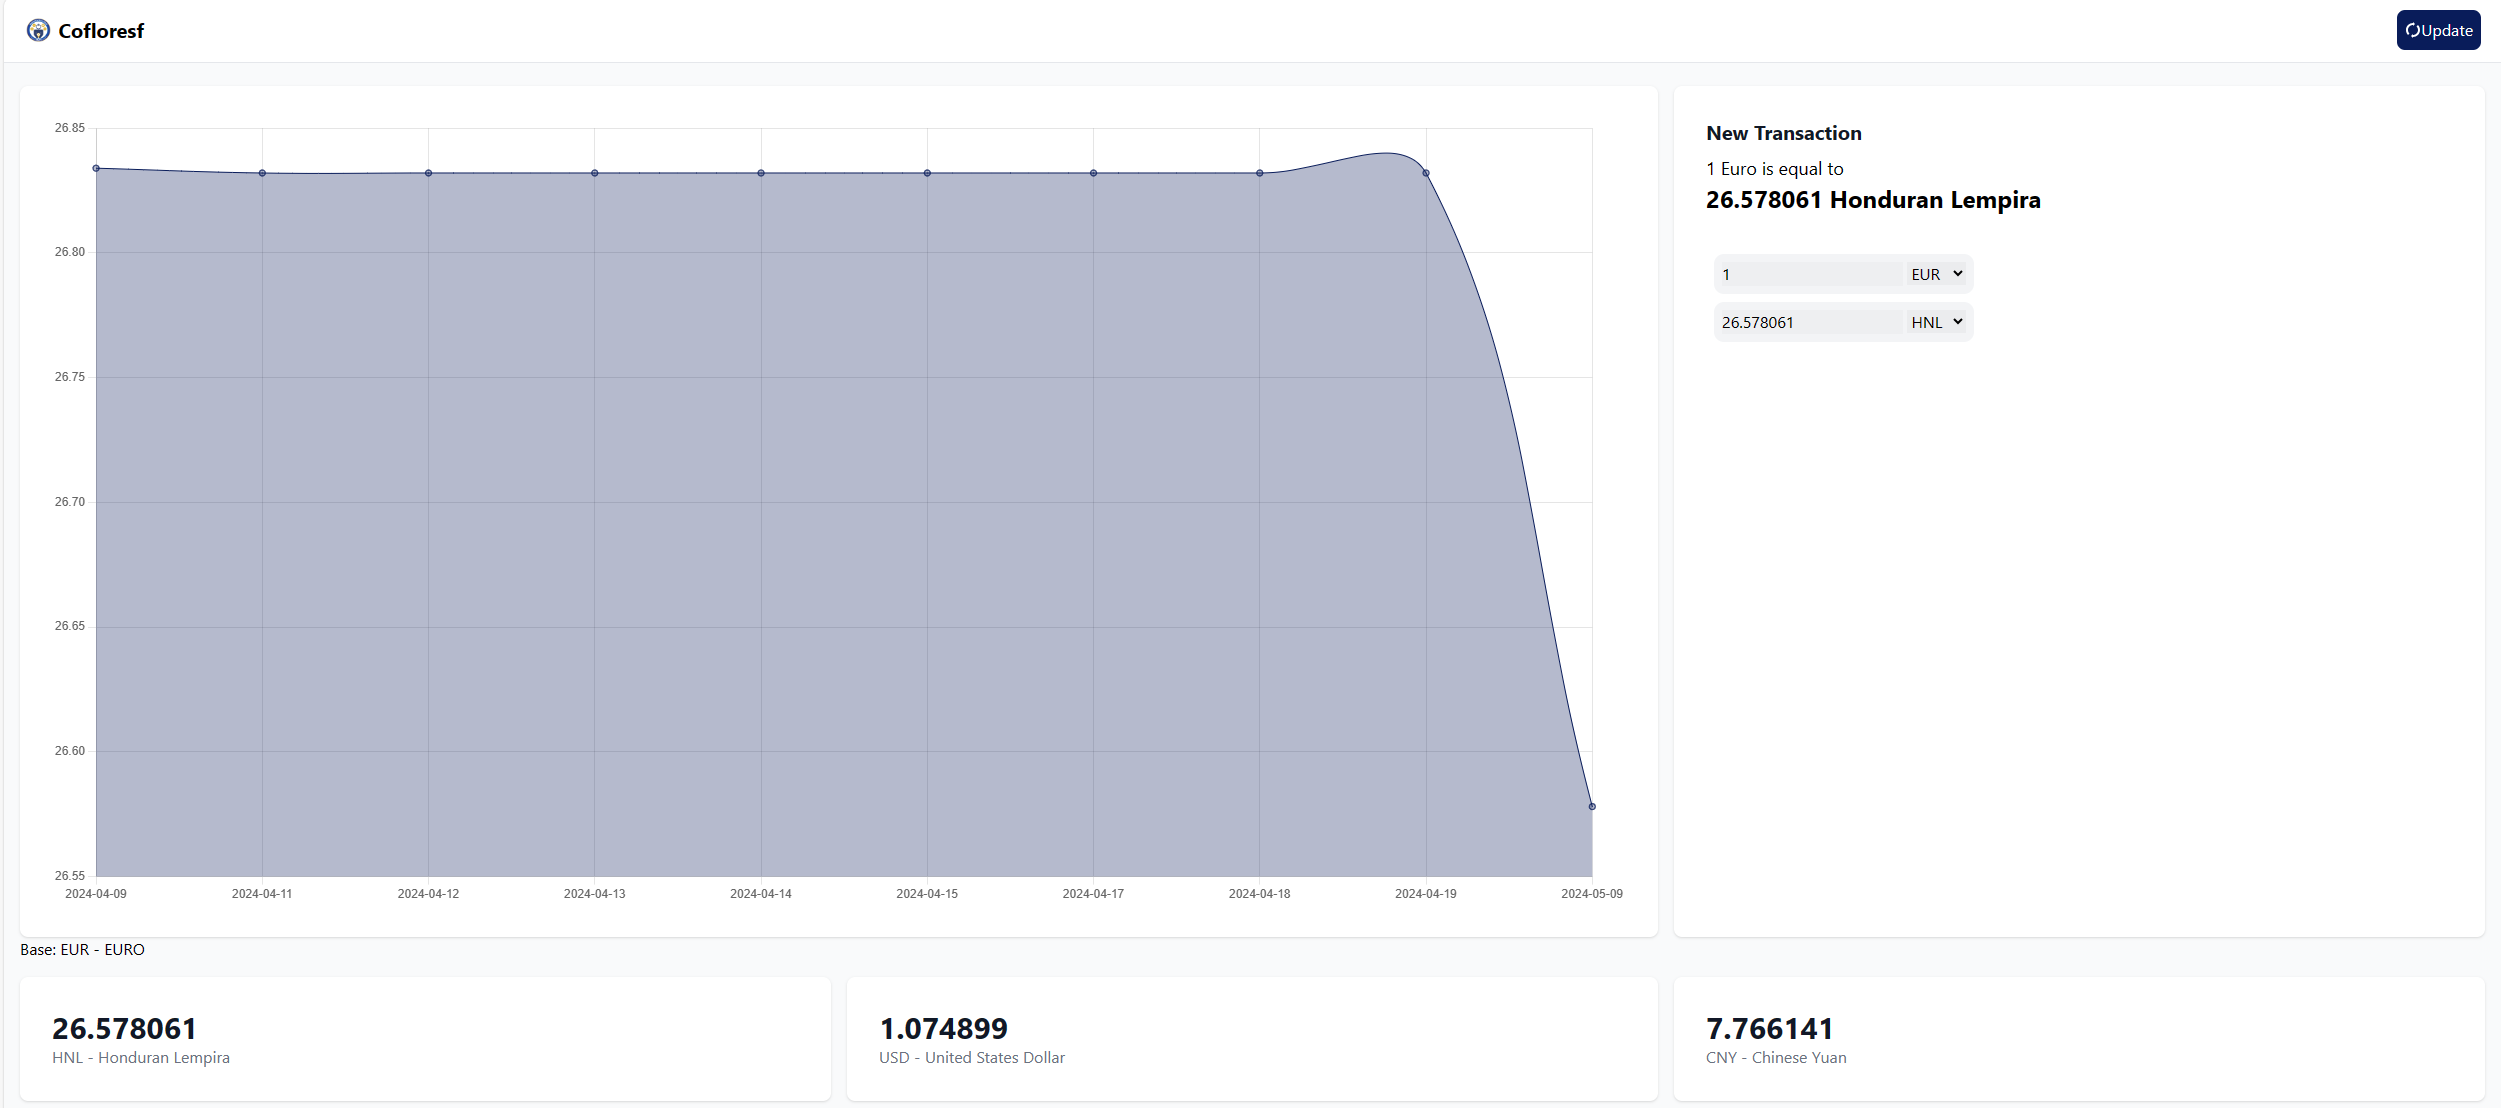 Cofloresf
Update
26.85
26.80
26.75
26.70
26.65
26.60
26.55
2024-04-09 2024-04-11 2024-04-12 2024-04-13 2024-04-14 2024-04-15 2024-04-17 2024-04-18 2024-04-19 2024-05-09
New Transaction
1 Euro is equal to
26.578061 Honduran Lempira
1 EUR
26.578061 HNL
Base: EUR - EURO
26.578061
HNL - Honduran Lempira
1.074899
USD - United States Dollar
7.766141
CNY - Chinese Yuan